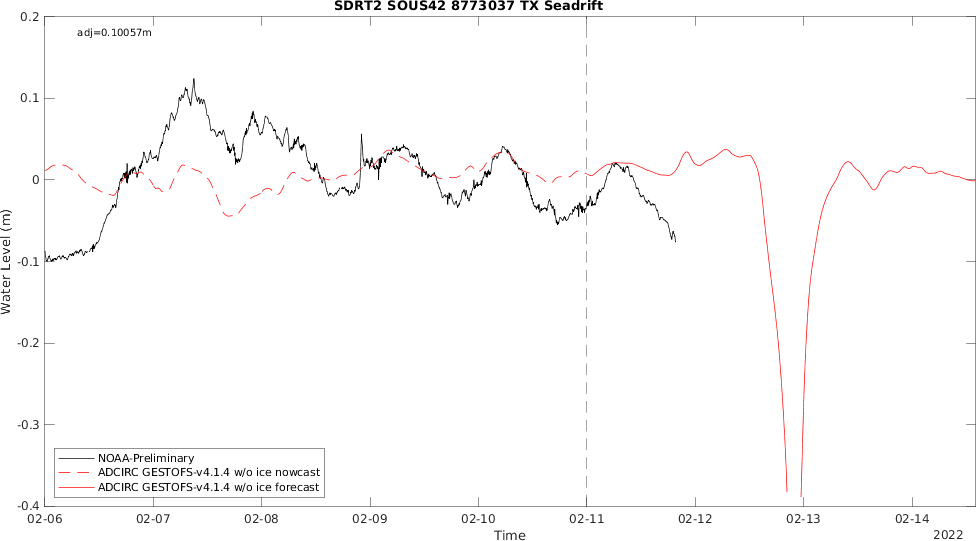 SDRT2 SOUS42 8773037 TX Seadrift
adj=0.10057m
0.2
0.1
0
-0.1
-0.2
-0.3
-0.4
Water Level (m)
NOAA-Preliminary
ADCIRC GESTOFS-v4.1.4 w/o ice nowcast
ADCIRC GESTOFS-v4.1.4 w/o ice forecast
02-06 02-07 02-08 02-09 02-10 02-11 02-12 02-13 02-14
Time
2022